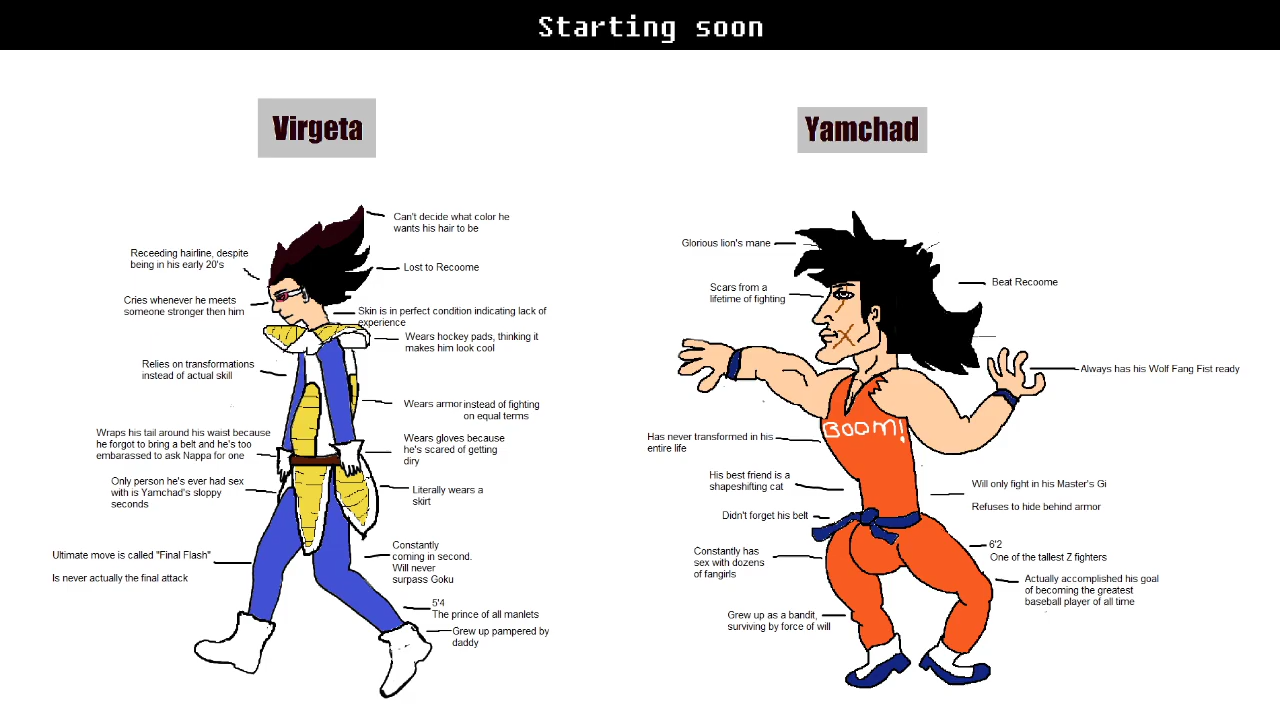 Starting soon
Virgeta
Can't decide what color he
wants his hair to be
Receeding hairline, despite
being in his early 20's
Lost to Recoome
Cries whenever he meets
someone stronger then him
Skin is in perfect condition indicating lack of
experience
Wears hockey pads, thinking it
makes him look cool
Relies on transformations
instead of actual skill
Wears armor instead of fighting
on equal terms
Wraps his tail around his waist because
he forgot to bring a belt and he's too
embarassed to ask Nappa for one
Wears gloves because
he's scared of getting
diry
Only person he's ever had sex
with is Yamchad's sloppy
seconds
Literally wears a
skirt
Ultimate move is called "Final Flash"
Is never actually the final attack
Constantly
coming in second.
Will never
surpass Goku
5'4
The prince of all manlets
Grew up pampered by
daddy
Yamchad
Glorious lion's mane
Scars from a
lifetime of fighting
Beat Recoome
Always has his Wolf Fang Fist ready
BOOM!
Has never transformed in his
entire life
His best friend is a
shapeshifting cat
Will only fight in his Master's Gi
Refuses to hide behind armor
Didn't forget his belt
Constantly has
sex with dozens
of fangirls
6'2
One of the tallest Z fighters
Actually accomplished his goal
of becoming the greatest
baseball player of all time
Grew up as a bandit,
surviving by force of will